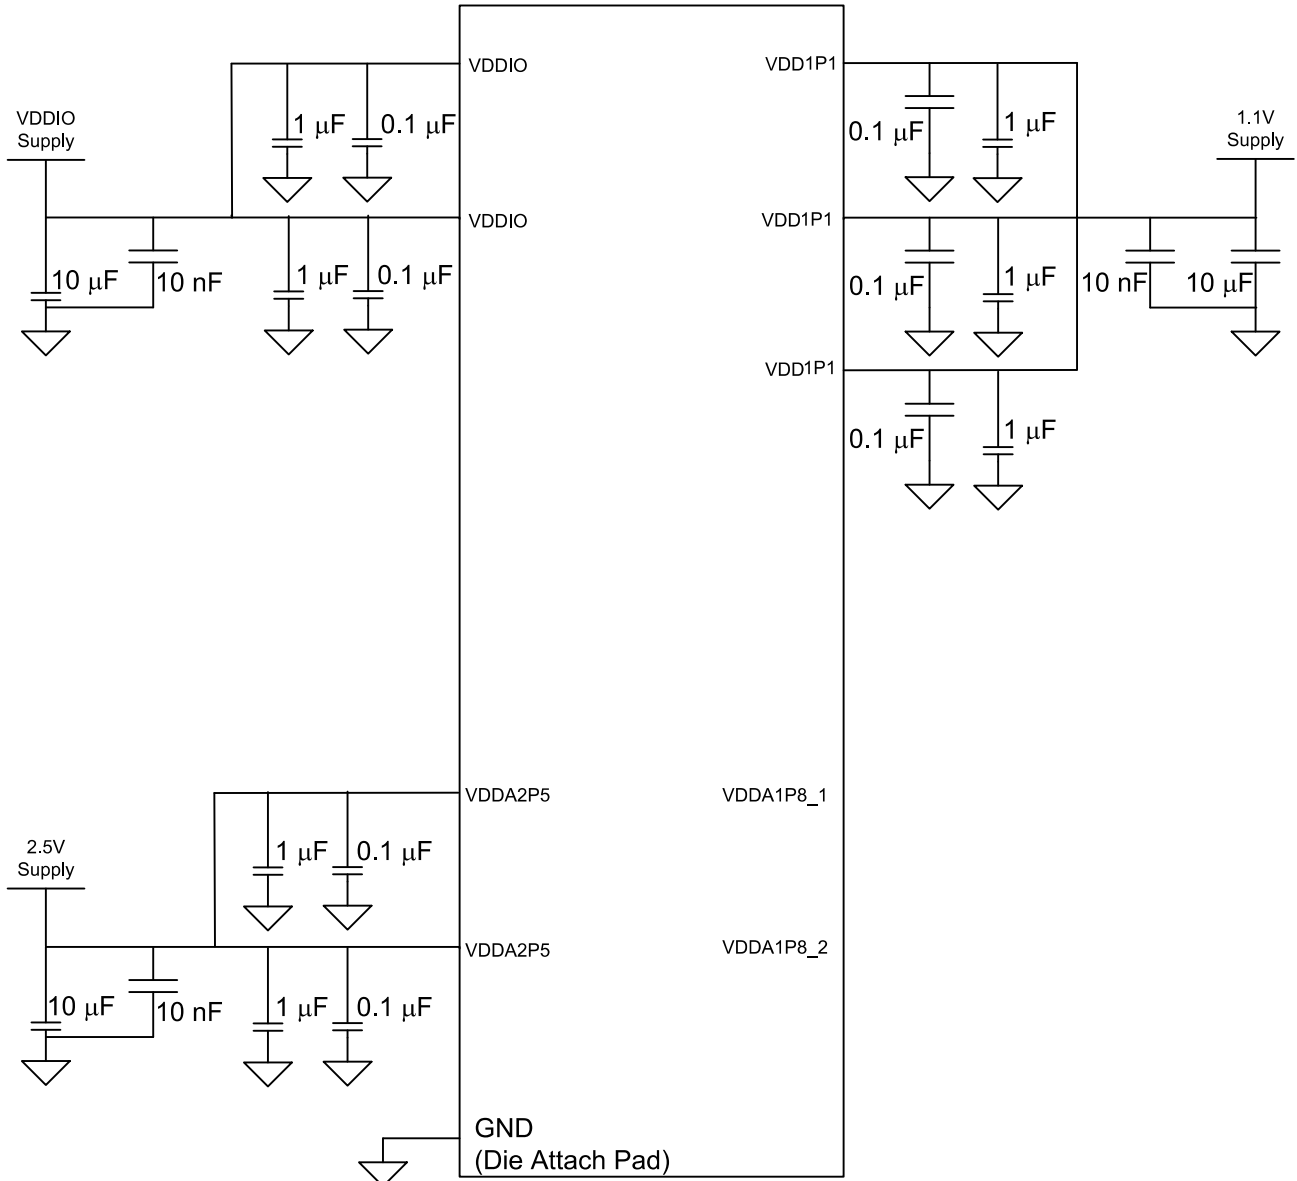 VDDIO
VDD1P1
1 μF
0.1 μF
0.1 μF
1 μF
VDDIO
Supply
1.1V
Supply
VDDIO
VDD1P1
10 μF
10 nF
1 μF
0.1 μF
0.1 μF
1 μF
10 nF
10 μF
VDD1P1
0.1 μF
1 μF
VDDA2P5
VDDA1P8_1
1 μF
0.1 μF
2.5V
Supply
VDDA2P5
VDDA1P8_2
10 μF
10 nF
1 μF
0.1 μF
GND
(Die Attach Pad)